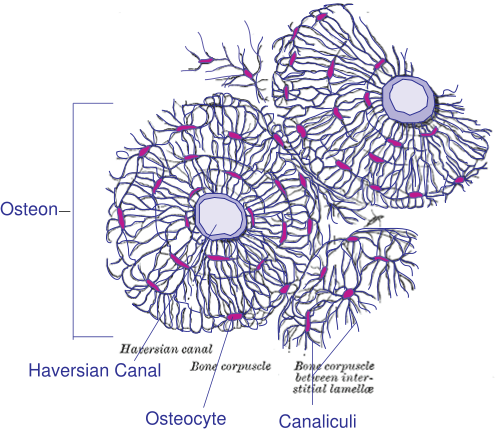 Osteon
Haversian canal
Haversian Canal
Bone corpuscle
Bone corpuscle
between inter-
stitial lamellæ
Osteocyte
Canaliculi